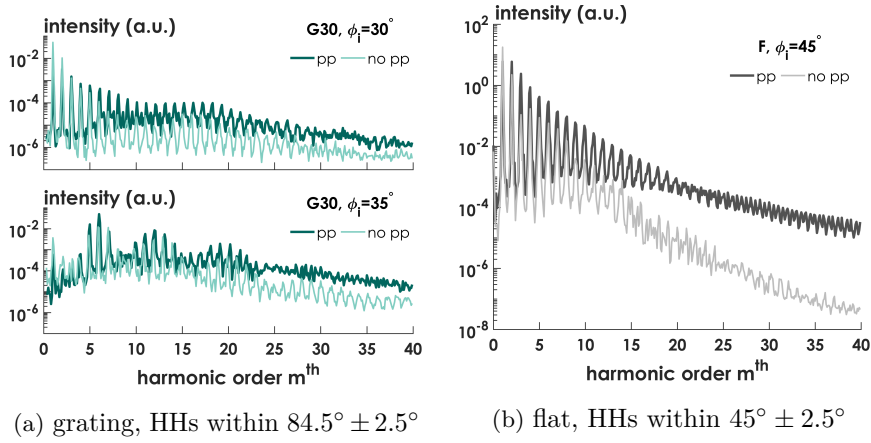 intensity (a.u.)
G30, ϕi=30°
pp no pp
10-2
10-4
10-6
intensity (a.u.)
G30, ϕi=35°
pp no pp
10-2
10-4
10-6
0 5 10 15 20 25 30 35 40
harmonic order mth
(a) grating, HHs within 84.5° ± 2.5°
intensity (a.u.)
F, ϕi=45°
pp no pp
102
100
10-2
10-4
10-6
10-8
0 5 10 15 20 25 30 35 40
harmonic order mth
(b) flat, HHs within 45° ± 2.5°